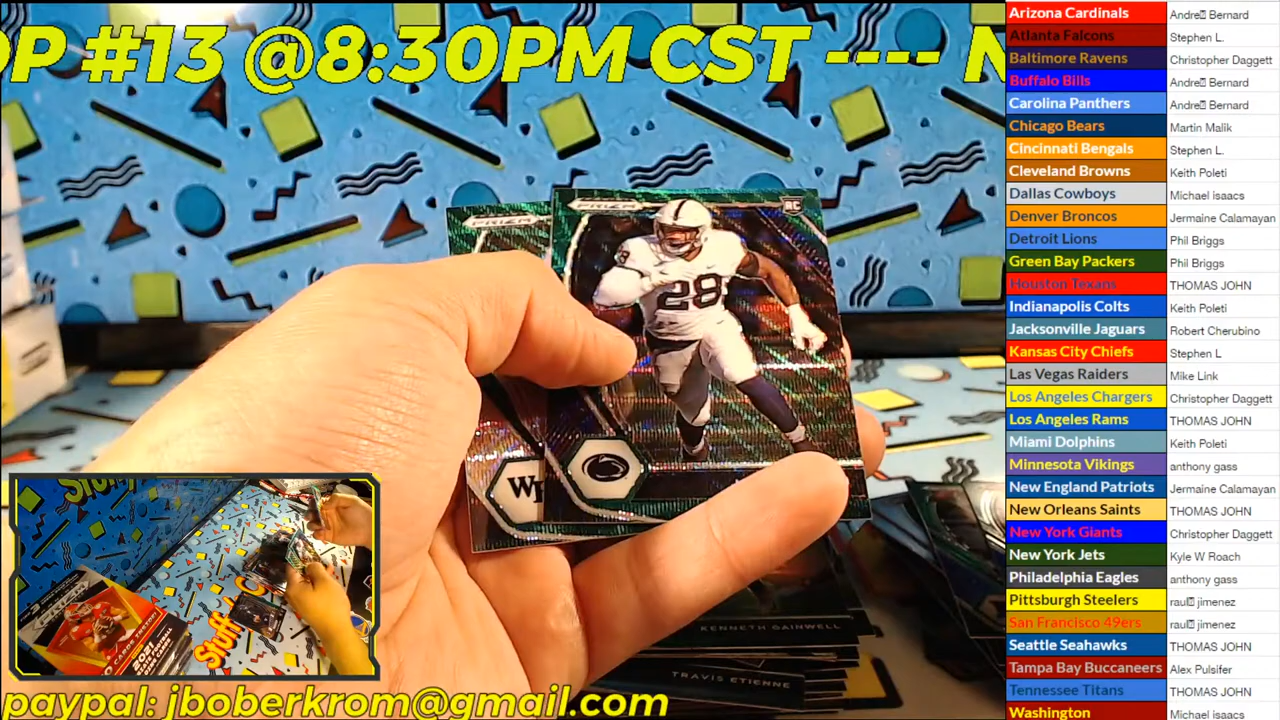 OP #13 @8:30PM CST ---- N
Arizona Cardinals Andre Bernard
Atlanta Falcons Stephen L.
Baltimore Ravens Christopher Daggett
Buffalo Bills Andre Bernard
Carolina Panthers Andre Bernard
Chicago Bears Martin Malik
Cincinnati Bengals Stephen L.
Cleveland Browns Keith Poleti
Dallas Cowboys Michael isaacs
Denver Broncos Jermaine Calamayan
Detroit Lions Phil Briggs
Green Bay Packers Phil Briggs
Houston Texans THOMAS JOHN
Indianapolis Colts Keith Poleti
Jacksonville Jaguars Robert Cherubino
Kansas City Chiefs Stephen L
Las Vegas Raiders Mike Link
Los Angeles Chargers Christopher Daggett
Los Angeles Rams THOMAS JOHN
Miami Dolphins Keith Poleti
Minnesota Vikings anthony gass
New England Patriots Jermaine Calamayan
New Orleans Saints THOMAS JOHN
New York Giants Christopher Daggett
New York Jets Kyle W Roach
Philadelphia Eagles anthony gass
Pittsburgh Steelers raul jimenez
San Francisco 49ers raul jimenez
Seattle Seahawks THOMAS JOHN
Tampa Bay Buccaneers Alex Pulsifer
Tennessee Titans THOMAS JOHN
Washington Michael isaacs
PRIZM
PRIZM
RC
28
KENNETH GAINWELL
TRAVIS ETIENNE
PRIZM
2021
Stuff
paypal: jboberkrom@gmail.com